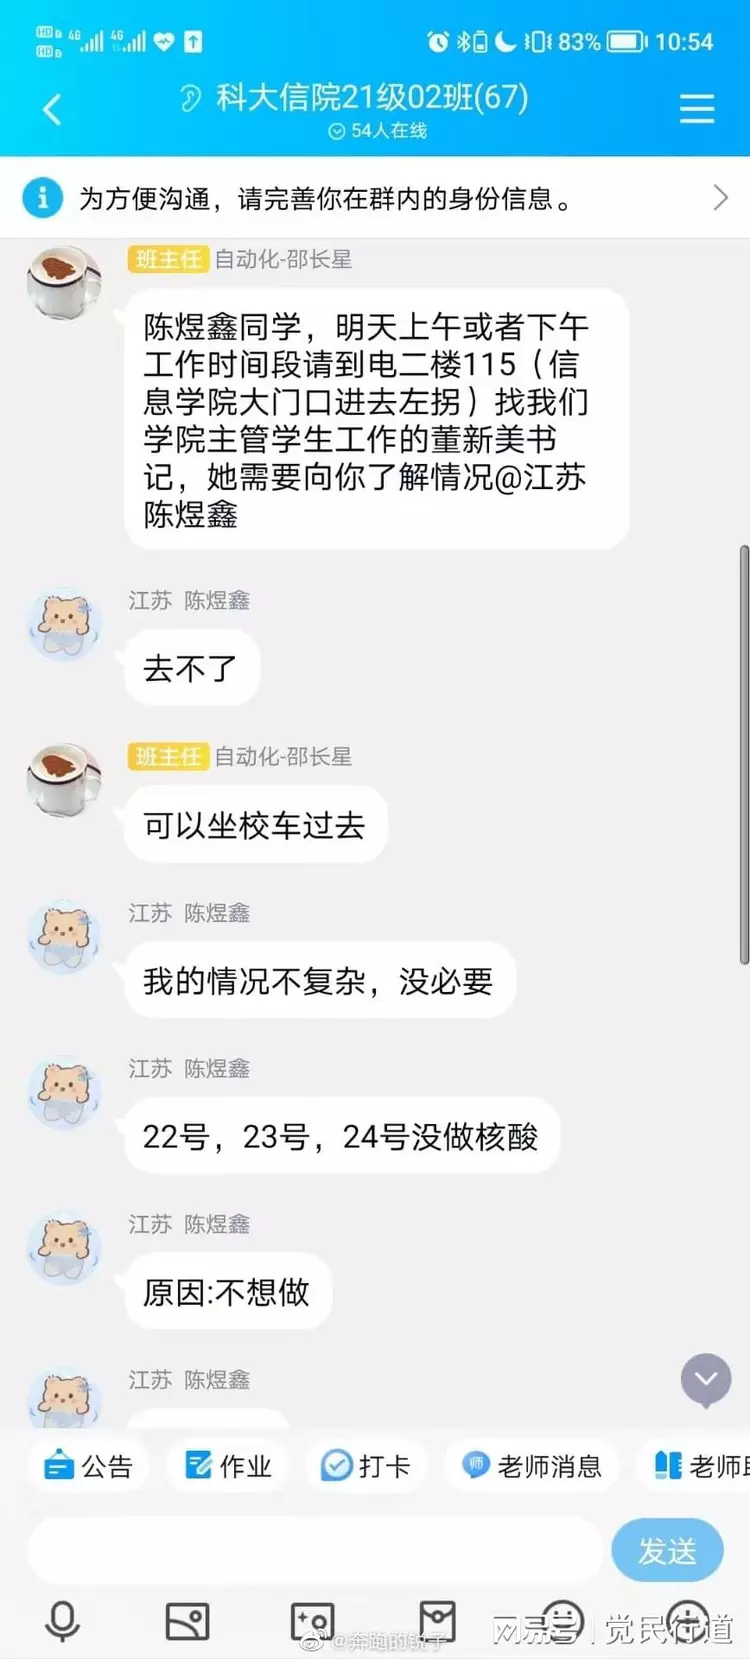 HD 4G 4G 83% 10:54
HD
科大信院21级02班(67)
54人在线
为方便沟通，请完善你在群内的身份信息。
班主任 自动化-邵长星
陈煜鑫同学，明天上午或者下午
工作时间段请到电二楼115（信
息学院大门口进去左拐）找我们
学院主管学生工作的董新美书
记，她需要向你了解情况@江苏
陈煜鑫
江苏 陈煜鑫
去不了
班主任 自动化-邵长星
可以坐校车过去
江苏 陈煜鑫
我的情况不复杂，没必要
江苏 陈煜鑫
22号，23号，24号没做核酸
江苏 陈煜鑫
原因:不想做
江苏 陈煜鑫
公告 作业 打卡 师 老师消息 老师
发送
@奔跑的锐子
网易号 | 觉民行道